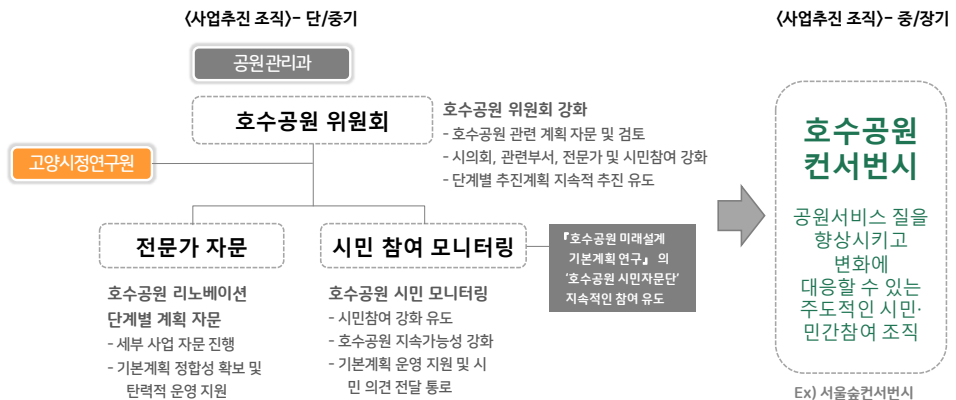 〈사업추진 조직〉- 단/중기
공원관리과
호수공원 위원회
고양시정연구원
호수공원 위원회 강화
- 호수공원 관련 계획 자문 및 검토
- 시의회, 관련부서, 전문가 및 시민참여 강화
- 단계별 추진계획 지속적 추진 유도
전문가 자문
호수공원 리노베이션
단계별 계획 자문
- 세부 사업 자문 진행
- 기본계획 정합성 확보 및
탄력적 운영 지원
시민 참여 모니터링
호수공원 시민 모니터링
- 시민참여 강화 유도
- 호수공원 지속가능성 강화
- 기본계획 운영 지원 및 시
민 의견 전달 통로
『호수공원 미래설계
기본계획 연구』 의
‘호수공원 시민자문단’
지속적인 참여 유도
〈사업추진 조직〉- 중/장기
호수공원
컨서번시
공원서비스 질을
향상시키고
변화에
대응할 수 있는
주도적인 시민·
민간참여 조직
Ex) 서울숲컨서번시